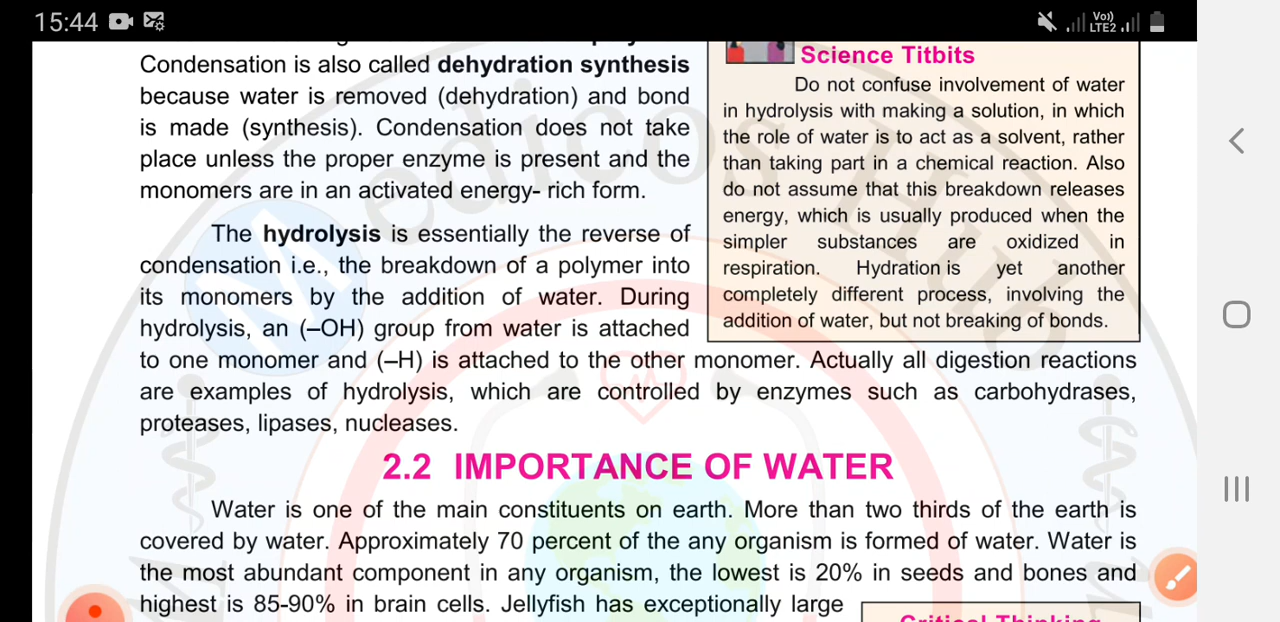 15:44
Vo))
LTE2
Condensation is also called dehydration synthesis
because water is removed (dehydration) and bond
is made (synthesis). Condensation does not take
place unless the proper enzyme is present and the
monomers are in an activated energy- rich form.
The hydrolysis is essentially the reverse of
condensation i.e., the breakdown of a polymer into
its monomers by the addition of water. During
hydrolysis, an (–OH) group from water is attached
Science Titbits
Do not confuse involvement of water
in hydrolysis with making a solution, in which
the role of water is to act as a solvent, rather
than taking part in a chemical reaction. Also
do not assume that this breakdown releases
energy, which is usually produced when the
simpler substances are oxidized in
respiration. Hydration is yet another
completely different process, involving the
addition of water, but not breaking of bonds.
to one monomer and (–H) is attached to the other monomer. Actually all digestion reactions
are examples of hydrolysis, which are controlled by enzymes such as carbohydrases,
proteases, lipases, nucleases.
2.2 IMPORTANCE OF WATER
Water is one of the main constituents on earth. More than two thirds of the earth is
covered by water. Approximately 70 percent of the any organism is formed of water. Water is
the most abundant component in any organism, the lowest is 20% in seeds and bones and
highest is 85-90% in brain cells. Jellyfish has exceptionally large
Critical Thinking
Medicos Hub